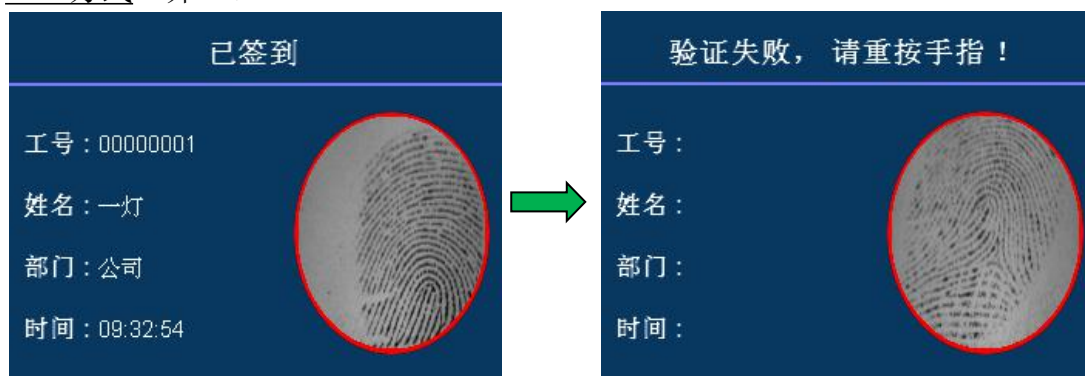 已签到
工号：00000001
姓名：一灯
部门：公司
时间：09:32:54
验证失败， 请重按手指！
工号：
姓名：
部门：
时间：